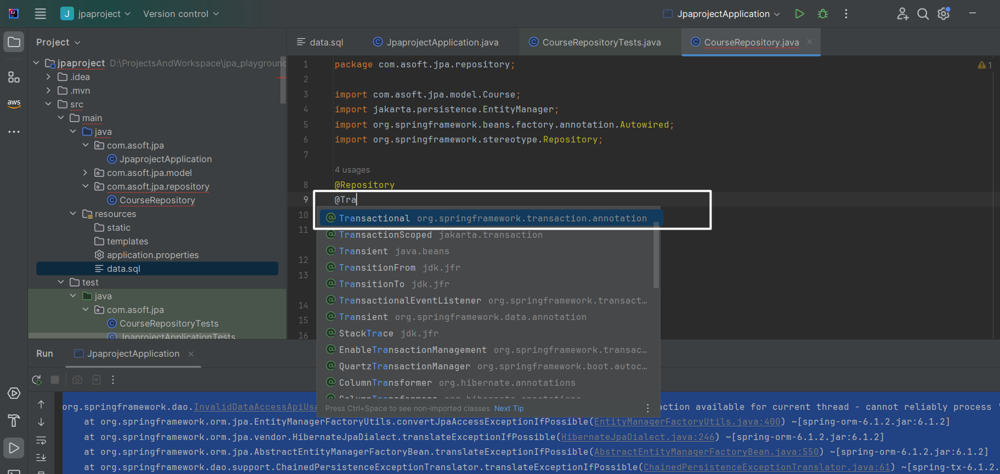 J jpaproject Version control JpaprojectApplication
Project
data.sql JpaprojectApplication.java CourseRepositoryTests.java CourseRepository.java
jpaproject D:\ProjectsAndWorkspace\jpa_playground
.idea
.mvn
src
main
java
com.asoft.jpa
JpaprojectApplication
com.asoft.jpa.model
com.asoft.jpa.repository
CourseRepository
resources
static
templates
application.properties
data.sql
test
java
com.asoft.jpa
CourseRepositoryTests
JpaprojectApplicationTests
aws
1 package com.asoft.jpa.repository;
1
2
3 import com.asoft.jpa.model.Course;
4 import jakarta.persistence.EntityManager;
5 import org.springframework.beans.factory.annotation.Autowired;
6 import org.springframework.stereotype.Repository;
7
4 usages
8 @Repository
9 @Tra
10
11
12
13
14
15
16
Transactional org.springframework.transaction.annotation
TransactionScoped jakarta.transaction
Transient java.beans
TransitionFrom jdk.jfr
TransitionTo jdk.jfr
TransactionalEventListener org.springframework.transact...
Transient org.springframework.data.annotation
StackTrace jdk.jfr
EnableTransactionManagement org.springframework.transac...
QuartzTransactionManager org.springframework.boot.autoc...
ColumnTransformer org.hibernate.annotations
ColumnTransformers org.hibernate.annotations
Press Ctrl+Space to see non-imported classes Next Tip
Run JpaprojectApplication
org.springframework.dao.InvalidDataAccessApiUsa action available for current thread - cannot reliably process '
at org.springframework.orm.jpa.EntityManagerFactoryUtils.convertJpaAccessExceptionIfPossible(EntityManagerFactoryUtils.java:400) ~[spring-orm-6.1.2.jar:6.1.2]
at org.springframework.orm.jpa.vendor.HibernateJpaDialect.translateExceptionIfPossible(HibernateJpaDialect.java:246) ~[spring-orm-6.1.2.jar:6.1.2]
at org.springframework.orm.jpa.AbstractEntityManagerFactoryBean.translateExceptionIfPossible(AbstractEntityManagerFactoryBean.java:550) ~[spring-orm-6.1.2.jar:6.1.2]
at org.springframework.dao.support.ChainedPersistenceExceptionTranslator.translateExceptionIfPossible(ChainedPersistenceExceptionTranslator.java:61) ~[spring-tx-6.1.2.